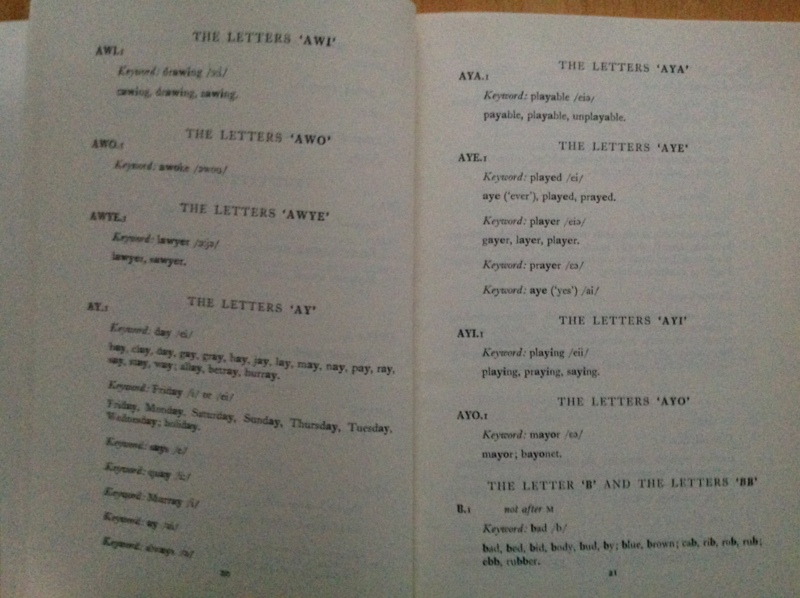 THE LETTERS 'AWI'
AWI.1
Keyword: drawing /ɔːi/
cawing, drawing, sawing.
THE LETTERS 'AWO'
AWO.1
Keyword: awoke /əwou/
THE LETTERS 'AWYE'
AWYE.1
Keyword: lawyer /ɔːjə/
lawyer, sawyer.
THE LETTERS 'AY'
AY.1
Keyword: day /ei/
bay, clay, day, gay, gray, hay, jay, lay, may, nay, pay, ray,
say, stay, way; allay, betray, hurray.
Keyword: Friday /i/ or /ei/
Friday, Monday, Saturday, Sunday, Thursday, Tuesday,
Wednesday; holiday.
Keyword: says /e/
Keyword: quay /iː/
Keyword: Murray /i/
Keyword: ay /ai/
Keyword: always /ə/
20
THE LETTERS 'AYA'
AYA.1
Keyword: playable /eiə/
payable, playable, unplayable.
THE LETTERS 'AYE'
AYE.1
Keyword: played /ei/
aye ('ever'), played, prayed.
Keyword: player /eiə/
gayer, layer, player.
Keyword: prayer /eə/
Keyword: aye ('yes') /ai/
THE LETTERS 'AYI'
AYI.1
Keyword: playing /eii/
playing, praying, saying.
THE LETTERS 'AYO'
AYO.1
Keyword: mayor /eə/
mayor; bayonet.
THE LETTER 'B' AND THE LETTERS 'BB'
B.1 not after M
Keyword: bad /b/
bad, bed, bid, body, bud, by; blue, brown; cab, rib, rob, rub;
ebb, rubber.
21